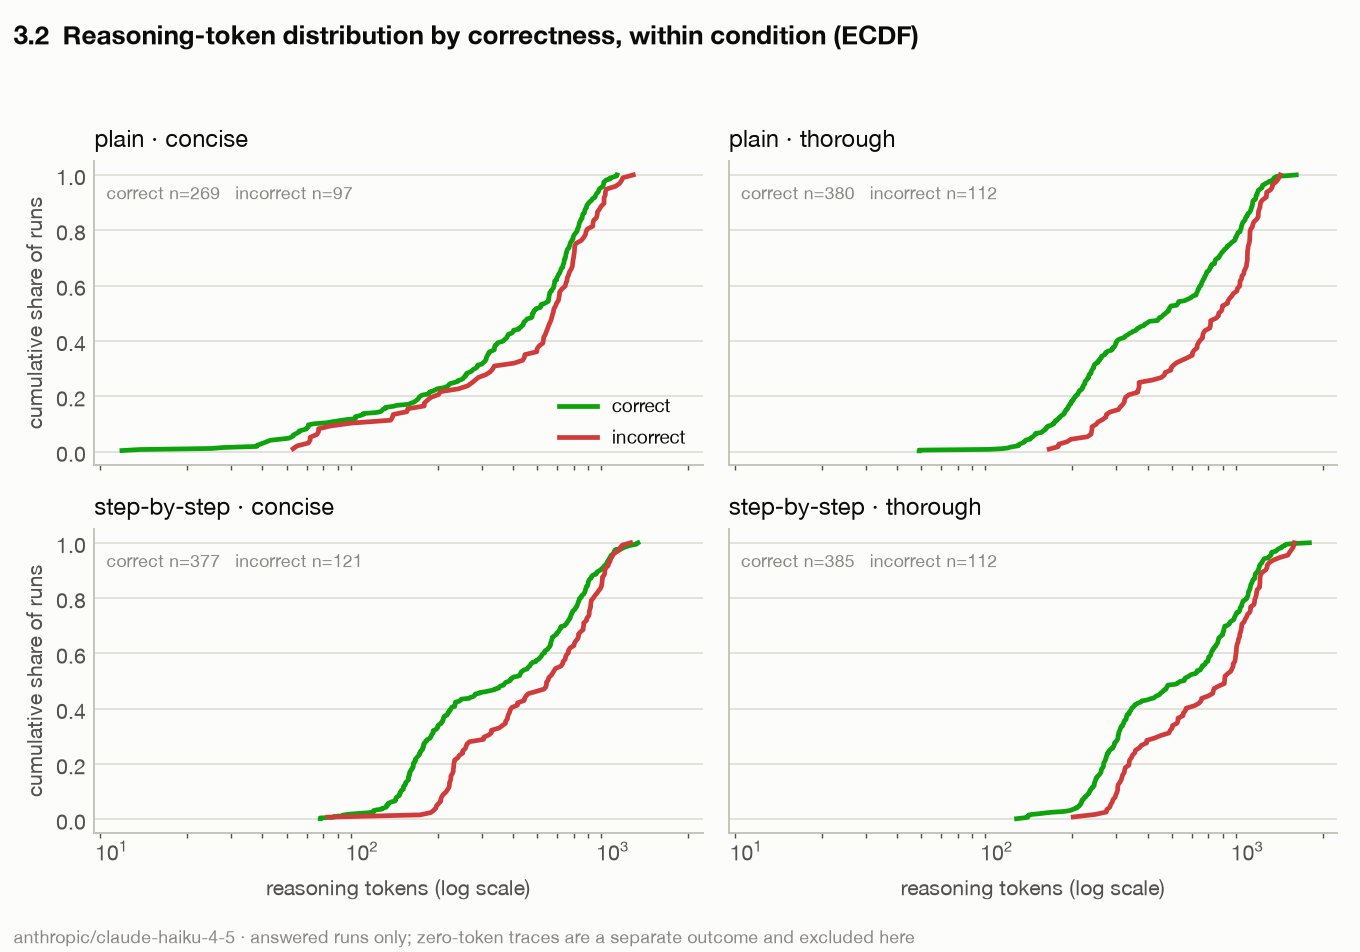 3.2 Reasoning-token distribution by correctness, within condition (ECDF)
plain · concise
plain · thorough
correct n=269 incorrect n=97
correct n=380 incorrect n=112
cumulative share of runs
1.0
0.8
0.6
0.4
0.2
0.0
correct
incorrect
step-by-step · concise
step-by-step · thorough
correct n=377 incorrect n=121
correct n=385 incorrect n=112
cumulative share of runs
1.0
0.8
0.6
0.4
0.2
0.0
10¹ 10² 10³
10¹ 10² 10³
reasoning tokens (log scale)
reasoning tokens (log scale)
anthropic/claude-haiku-4-5 · answered runs only; zero-token traces are a separate outcome and excluded here